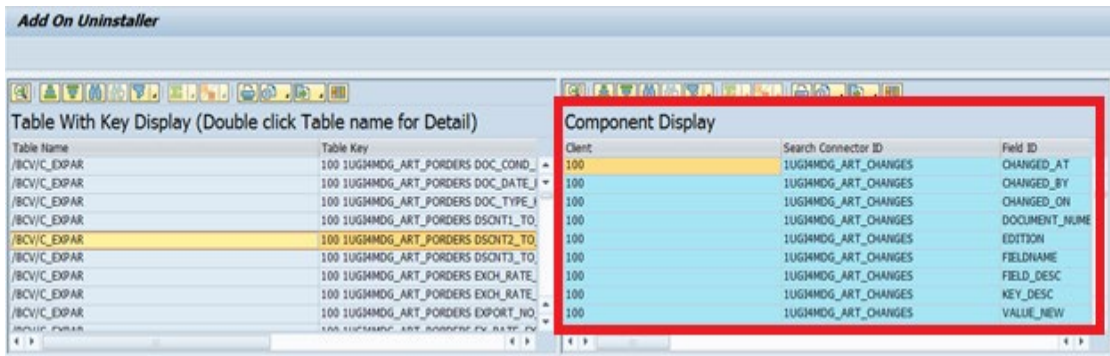 Add On Uninstaller
Table With Key Display (Double click Table name for Detail)
Table Name Table Key
/BCV/C_EXPAR 100 1UGI4MDG_ART_PORDERS DOC_COND_
/BCV/C_EXPAR 100 1UGI4MDG_ART_PORDERS DOC_DATE_
/BCV/C_EXPAR 100 1UGI4MDG_ART_PORDERS DOC_TYPE_
/BCV/C_EXPAR 100 1UGI4MDG_ART_PORDERS DSCNT1_TO_
/BCV/C_EXPAR 100 1UGI4MDG_ART_PORDERS DSCNT2_TO_
/BCV/C_EXPAR 100 1UGI4MDG_ART_PORDERS DSCNT3_TO_
/BCV/C_EXPAR 100 1UGI4MDG_ART_PORDERS EXCH_RATE_
/BCV/C_EXPAR 100 1UGI4MDG_ART_PORDERS EXCH_RATE_
/BCV/C_EXPAR 100 1UGI4MDG_ART_PORDERS EXPORT_NO_
Component Display
Client Search Connector ID Field ID
100 1UGI4MDG_ART_CHANGES CHANGED_AT
100 1UGI4MDG_ART_CHANGES CHANGED_BY
100 1UGI4MDG_ART_CHANGES CHANGED_ON
100 1UGI4MDG_ART_CHANGES DOCUMENT_NUME
100 1UGI4MDG_ART_CHANGES EDITION
100 1UGI4MDG_ART_CHANGES FIELDNAME
100 1UGI4MDG_ART_CHANGES FIELD_DESC
100 1UGI4MDG_ART_CHANGES KEY_DESC
100 1UGI4MDG_ART_CHANGES VALUE_NEW